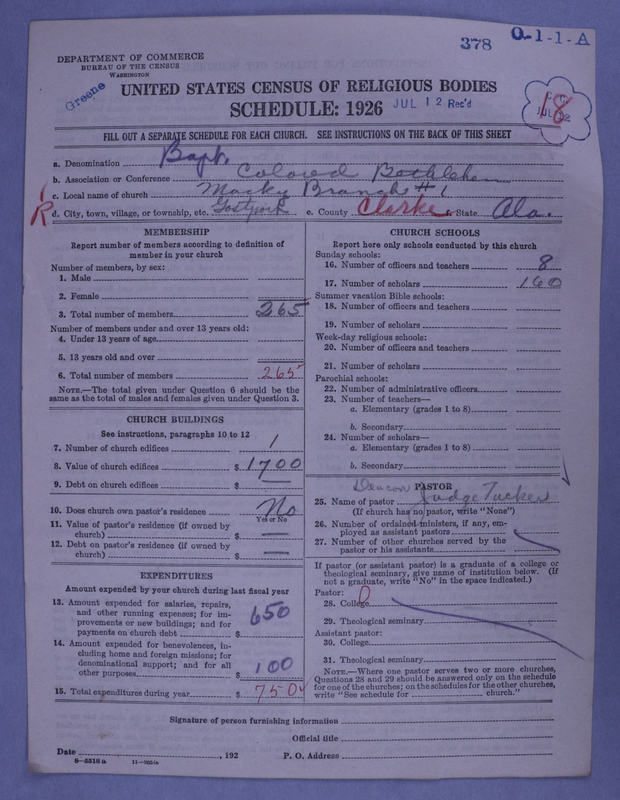 378 O-1-1-A
DEPARTMENT OF COMMERCE
BUREAU OF THE CENSUS
WASHINGTON
Greene
UNITED STATES CENSUS OF RELIGIOUS BODIES
SCHEDULE: 1926 JUL 12 Rec'd
18
FILL OUT A SEPARATE SCHEDULE FOR EACH CHURCH. SEE INSTRUCTIONS ON THE BACK OF THIS SHEET
a. Denomination Bapt.
b. Association or Conference Colored Bethlehem
c. Local name of church Macky Branch #1
R d. City, town, village, or township, etc. e. County Clarke f. State Ala.
MEMBERSHIP
Report number of members according to definition of
member in your church
Number of members, by sex:
1. Male
2. Female
3. Total number of members 265
Number of members under and over 13 years old:
4. Under 13 years of age
5. 13 years old and over
6. Total number of members 265
NOTE.—The total given under Question 6 should be the
same as the total of males and females given under Question 3.
CHURCH BUILDINGS
See instructions, paragraphs 10 to 12
7. Number of church edifices 1
8. Value of church edifices $ 1700
9. Debt on church edifices $ —
10. Does church own pastor's residence No
Yes or No
11. Value of pastor's residence (if owned by
church) $ —
12. Debt on pastor's residence (if owned by
church) $ —
EXPENDITURES
Amount expended by church during last fiscal year
13. Amount expended for salaries, repairs,
and other running expenses; for im-
provements or new buildings; and for
payments on church debt $ 650
14. Amount expended for benevolences, in-
cluding home and foreign missions; for
denominational support; and for all
other purposes $ 100
15. Total expenditures during year $ 750
CHURCH SCHOOLS
Report here only schools conducted by this church
Sunday schools:
16. Number of officers and teachers 8
17. Number of scholars 160
Summer vacation Bible schools:
18. Number of officers and teachers
19. Number of scholars
Week-day religious schools:
20. Number of officers and teachers
21. Number of scholars
Parochial schools:
22. Number of administrative officers
23. Number of teachers—
a. Elementary (grades 1 to 8)
b. Secondary
24. Number of scholars—
a. Elementary (grades 1 to 8)
b. Secondary
Deacon PASTOR
25. Name of pastor Judge Tucker
(If church has no pastor, write "None")
26. Number of ordained ministers, if any, em-
ployed as assistant pastors
27. Number of other churches served by the
pastor or his assistants
If pastor (or assistant pastor) is a graduate of a college or
theological seminary, give name of institution below. (If
not a graduate, write "No" in the space indicated.)
Pastor:
28. College 0
29. Theological seminary
Assistant pastor:
30. College
31. Theological seminary
NOTE.—Where one pastor serves two or more churches,
Questions 28 and 29 should be answered only on the schedule
for one of the churches; on the schedules for the other churches,
write "See schedule for church."
Signature of person furnishing information
Official title
Date , 192 P. O. Address
8—5518 a